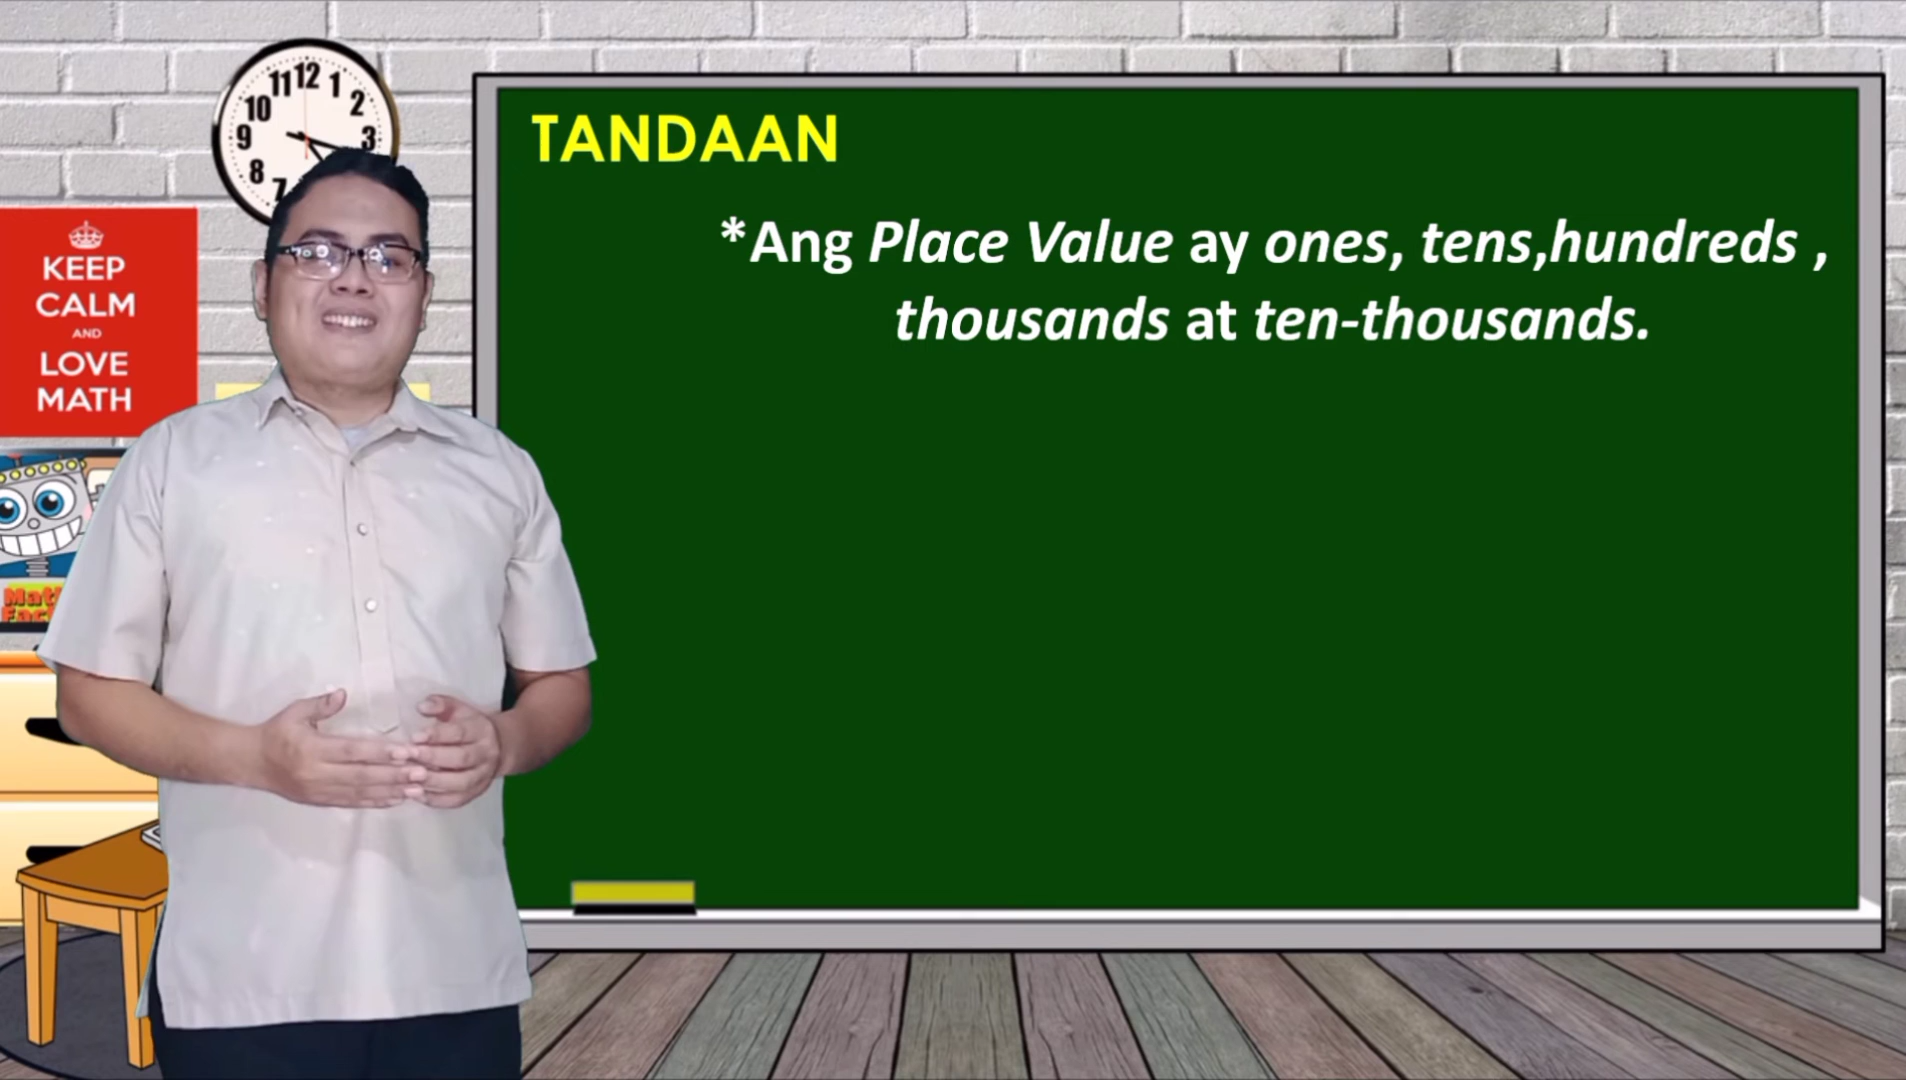 11 12 1
10 2
9 3
8
7
TANDAAN
*Ang Place Value ay ones, tens,hundreds ,
thousands at ten-thousands.
KEEP
CALM
AND
LOVE
MATH